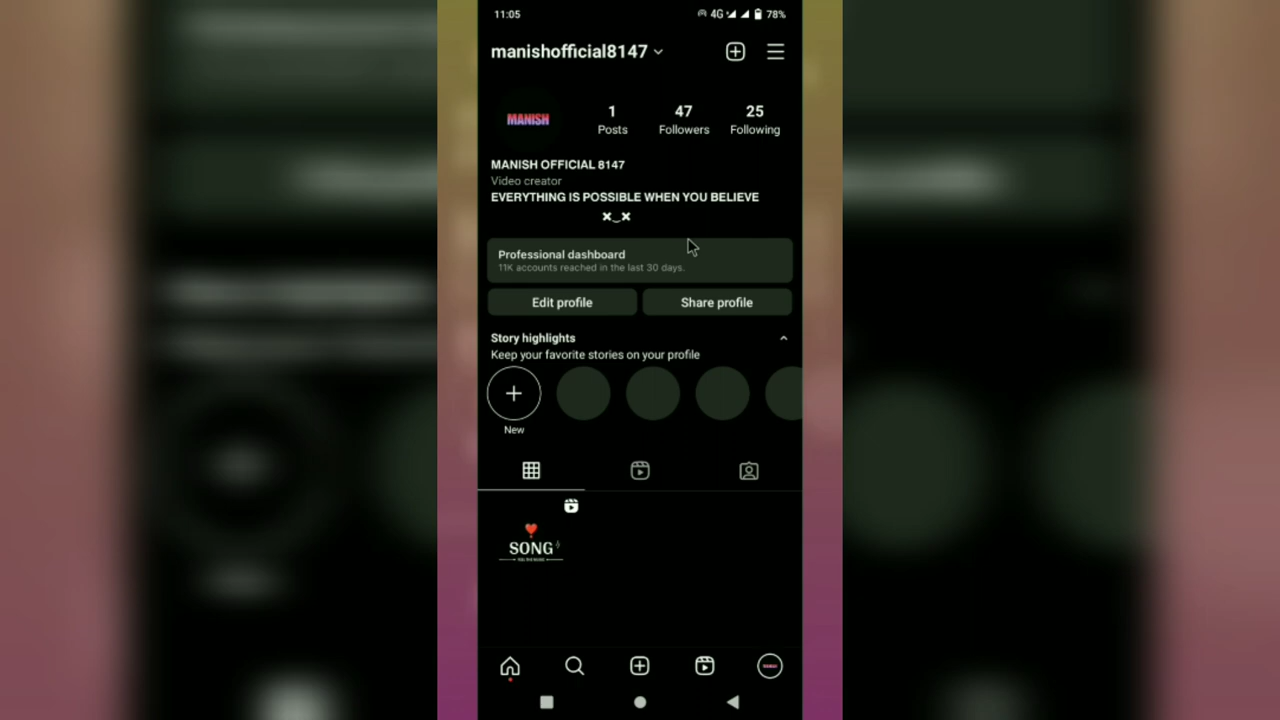 11:05 4G 78%
manishofficial8147
MANISH
1 47 25
Posts Followers Following
MANISH OFFICIAL 8147
Video creator
EVERYTHING IS POSSIBLE WHEN YOU BELIEVE
×‿×
Professional dashboard
11K accounts reached in the last 30 days.
Edit profile Share profile
Story highlights
Keep your favorite stories on your profile
New
SONG